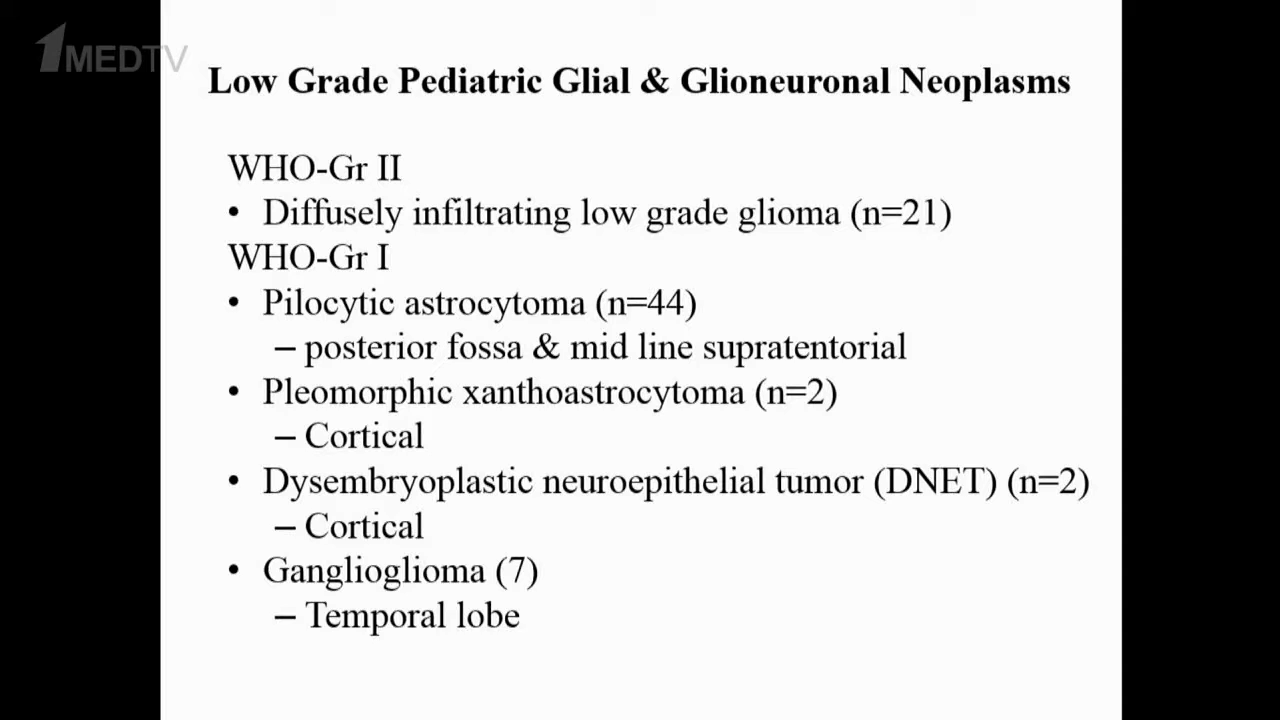 1MEDTV
Low Grade Pediatric Glial & Glioneuronal Neoplasms
WHO-Gr II
• Diffusely infiltrating low grade glioma (n=21)
WHO-Gr I
• Pilocytic astrocytoma (n=44)
– posterior fossa & mid line supratentorial
• Pleomorphic xanthoastrocytoma (n=2)
– Cortical
• Dysembryoplastic neuroepithelial tumor (DNET) (n=2)
– Cortical
• Ganglioglioma (7)
– Temporal lobe